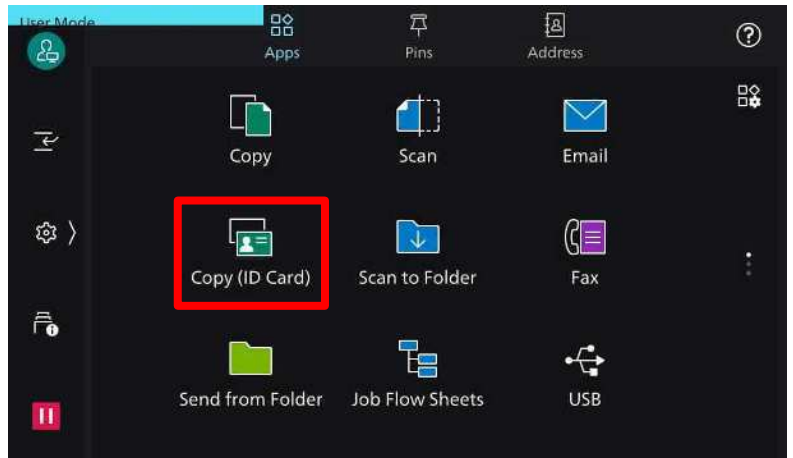 User Mode
Apps
Pins
Address
Copy
Scan
Email
Copy (ID Card)
Scan to Folder
Fax
Send from Folder
Job Flow Sheets
USB